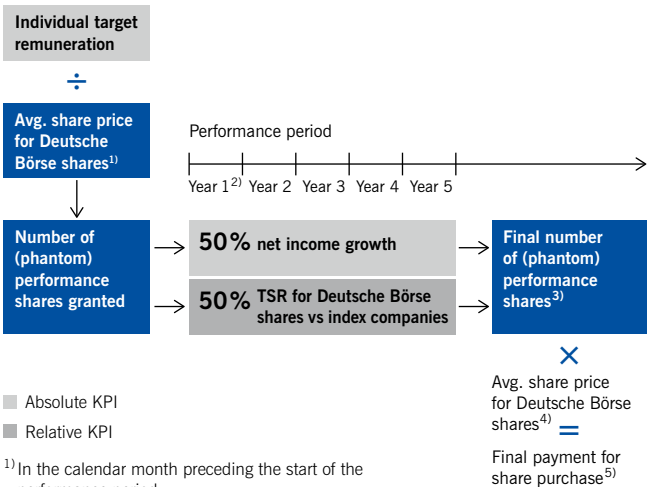 Individual target
remuneration
÷
Avg. share price
for Deutsche
Börse shares1)
Performance period
Year 12) Year 2 Year 3 Year 4 Year 5
Number of
(phantom)
performance
shares granted
50% net income growth
50% TSR for Deutsche Börse
shares vs index companies
Final number
of (phantom)
performance
shares3)
×
Avg. share price
for Deutsche Börse
shares4)
=
Final payment for
share purchase5)
Absolute KPI
Relative KPI
1) In the calendar month preceding the start of the